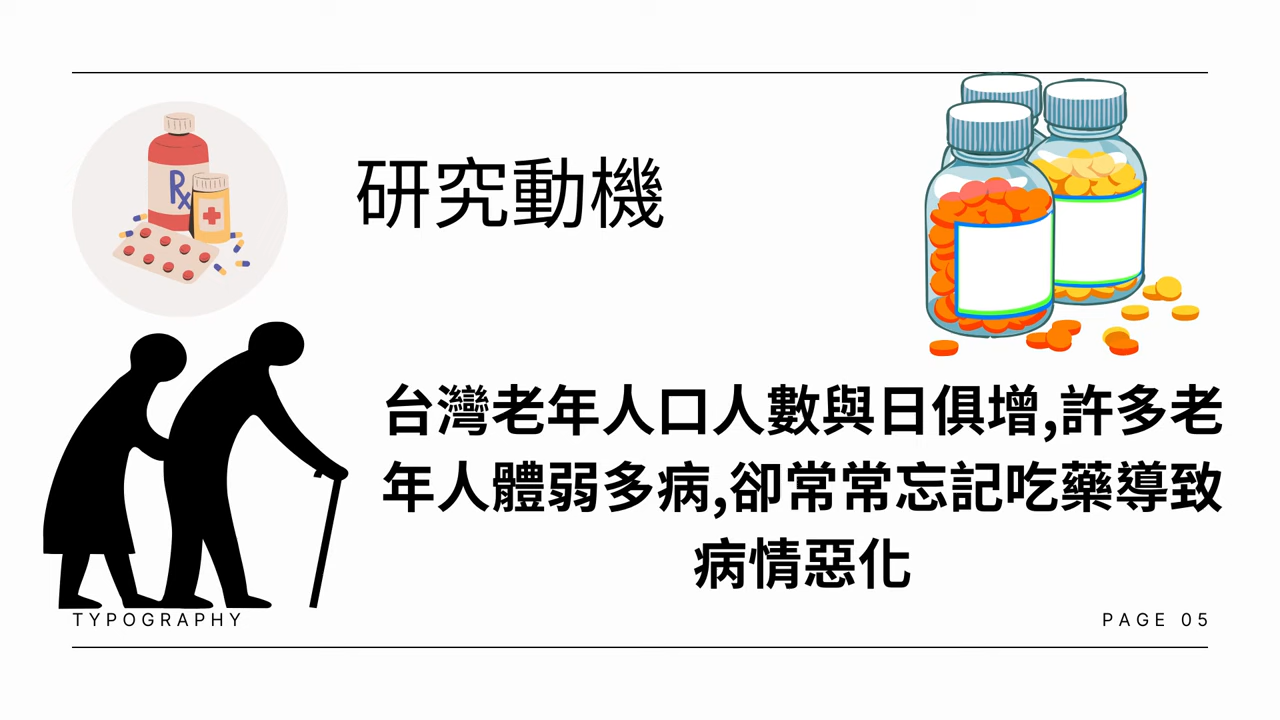 研究動機
Rx
台灣老年人口人數與日俱增,許多老
年人體弱多病,卻常常忘記吃藥導致
病情惡化
TYPOGRAPHY
PAGE 05